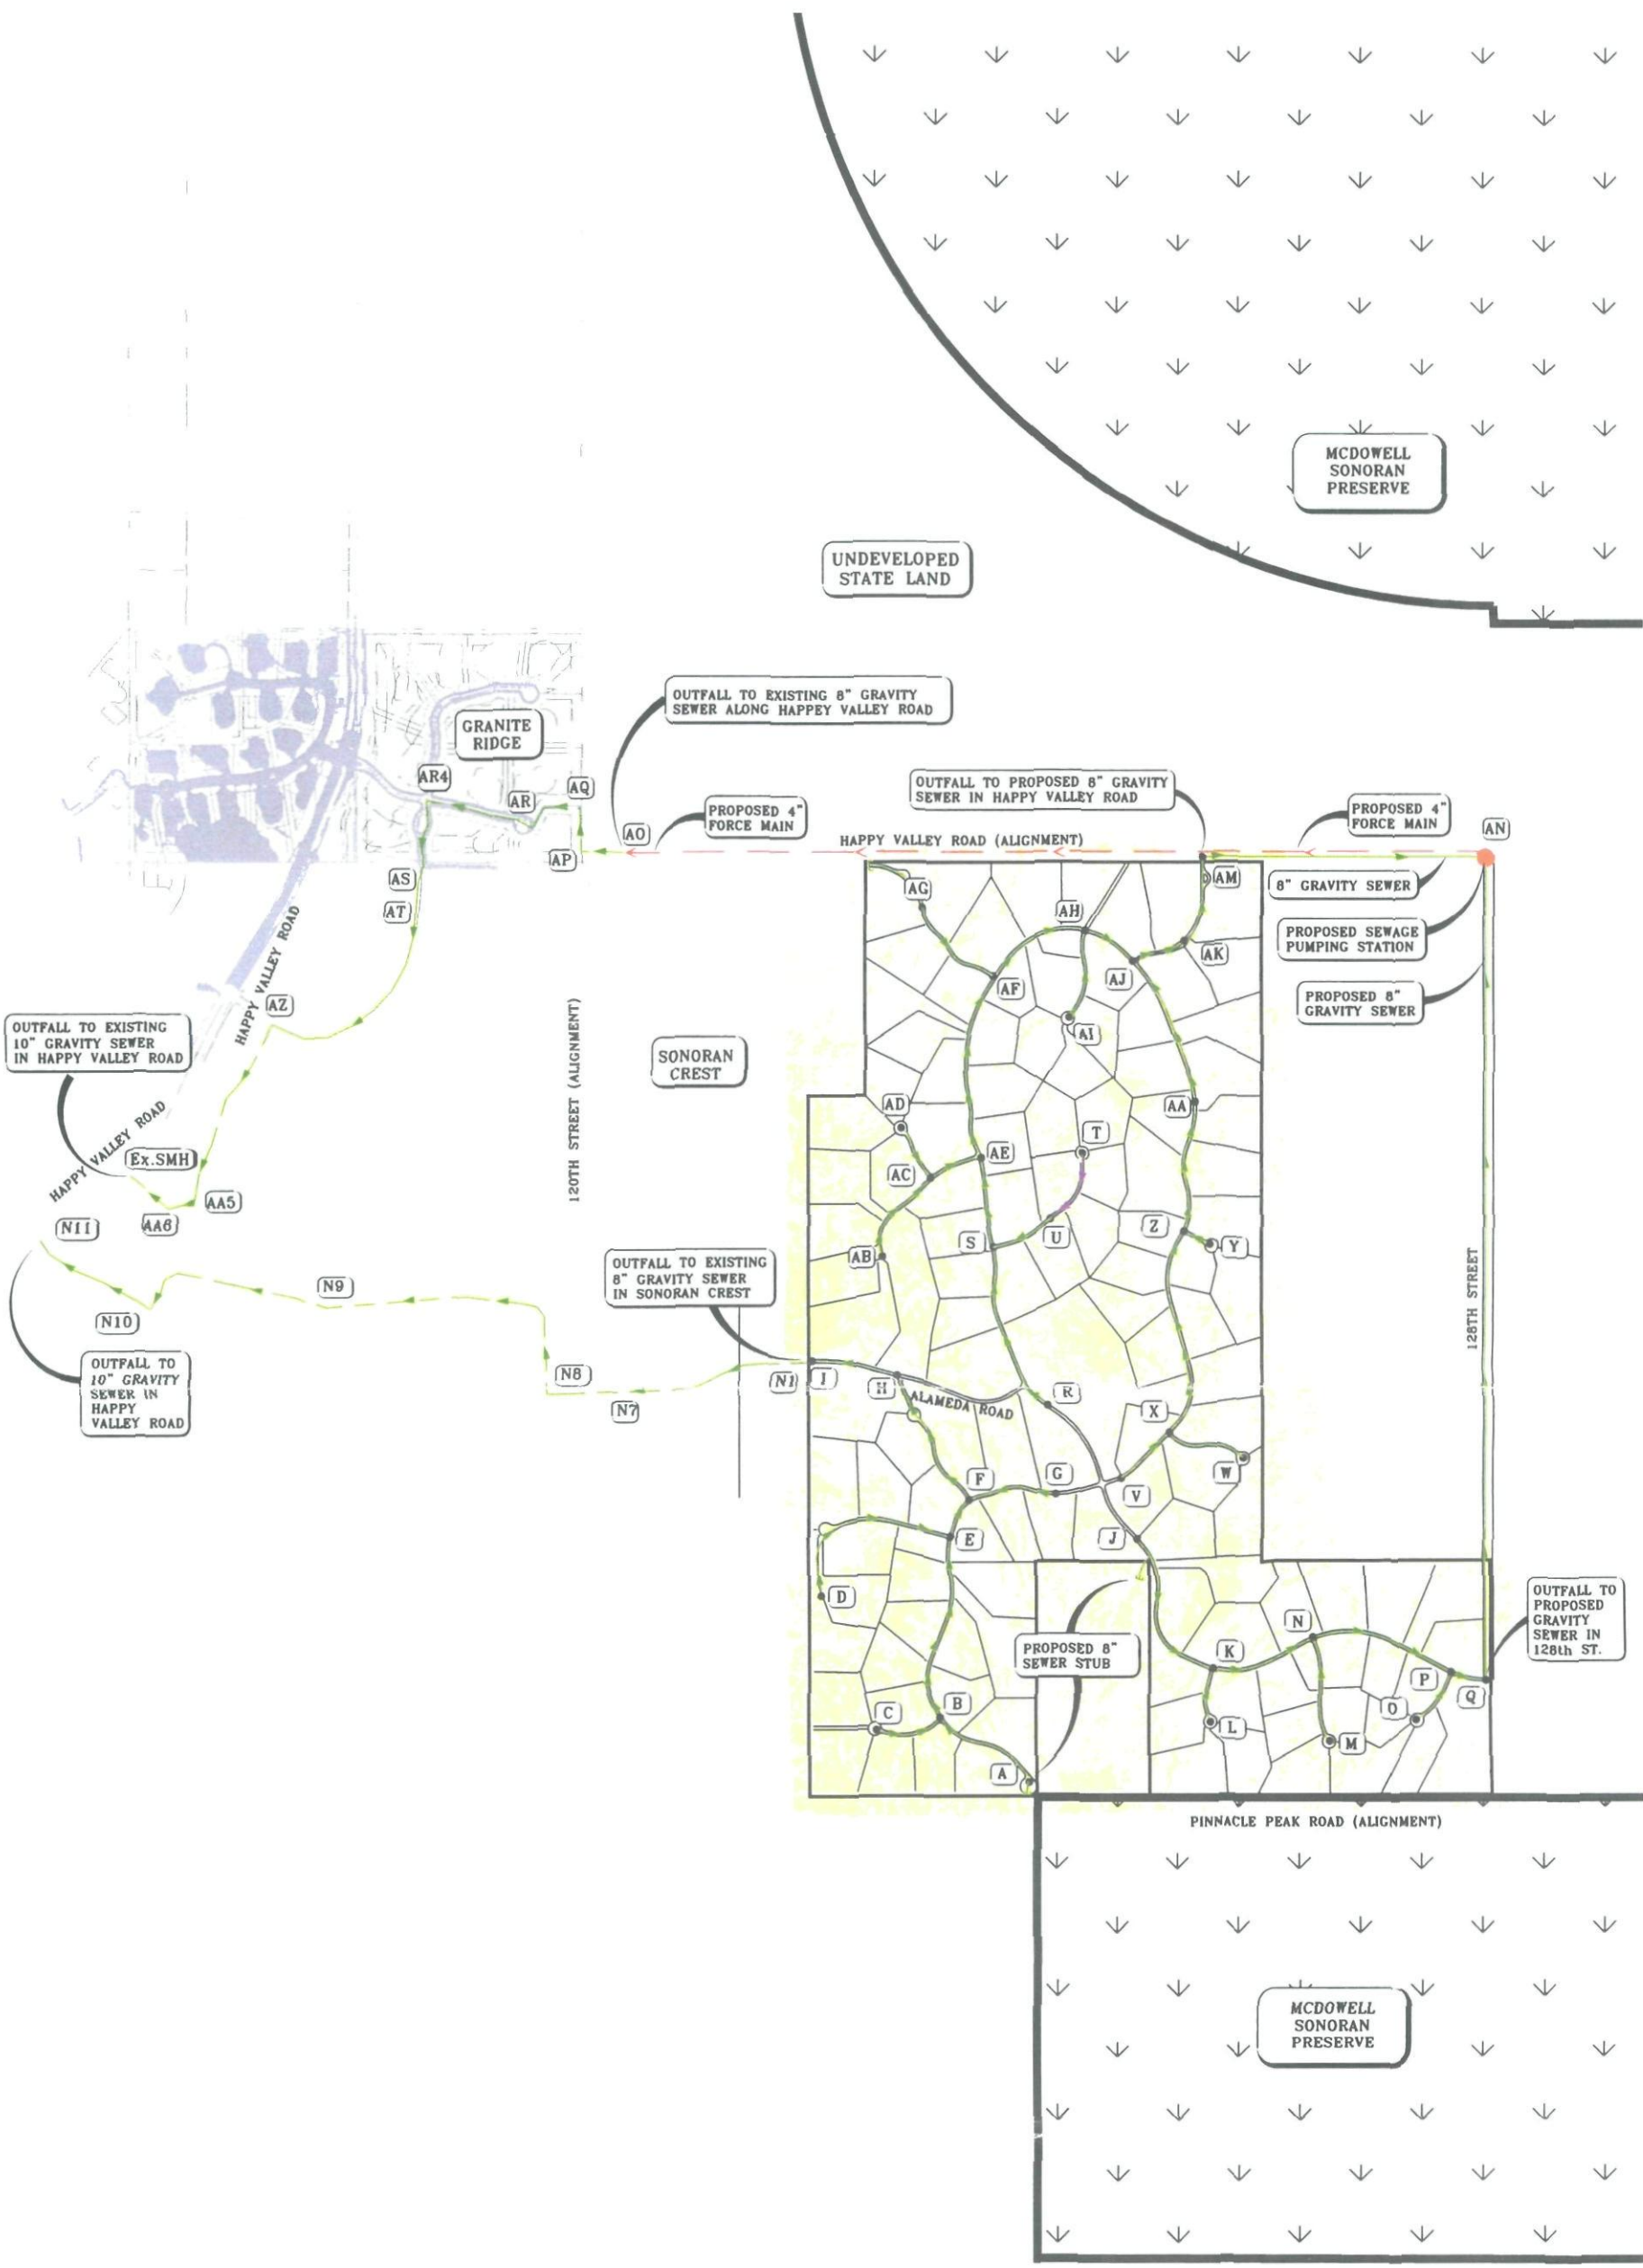 MCDOWELL
SONORAN
PRESERVE
UNDEVELOPED
STATE LAND
OUTFALL TO EXISTING 8" GRAVITY
SEWER ALONG HAPPEY VALLEY ROAD
GRANITE
RIDGE
AR4
AR
AQ
OUTFALL TO PROPOSED 8" GRAVITY
SEWER IN HAPPY VALLEY ROAD
PROPOSED 4"
FORCE MAIN
PROPOSED 4"
FORCE MAIN
AO
AN
HAPPY VALLEY ROAD (ALIGNMENT)
AP
AS
AT
AG
AM
8" GRAVITY SEWER
AH
PROPOSED SEWAGE
PUMPING STATION
AK
AJ
AF
PROPOSED 8"
GRAVITY SEWER
HAPPY VALLEY ROAD
AZ
OUTFALL TO EXISTING
10" GRAVITY SEWER
IN HAPPY VALLEY ROAD
AI
SONORAN
CREST
120TH STREET (ALIGNMENT)
AD
AA
T
HAPPY VALLEY ROAD
Ex.SMH
AE
AC
AA5
AA6
N11
Z
U
S
Y
AB
OUTFALL TO EXISTING
8" GRAVITY SEWER
IN SONORAN CREST
N9
N10
128TH STREET
OUTFALL TO
10" GRAVITY
SEWER IN
HAPPY
VALLEY ROAD
N8
N1
I
H
R
ALAMEDA ROAD
N7
X
F
G
W
V
E
J
D
OUTFALL TO
PROPOSED
GRAVITY
SEWER IN
128th ST.
N
PROPOSED 8"
SEWER STUB
K
P
Q
B
C
O
L
M
A
PINNACLE PEAK ROAD (ALIGNMENT)
MCDOWELL
SONORAN
PRESERVE